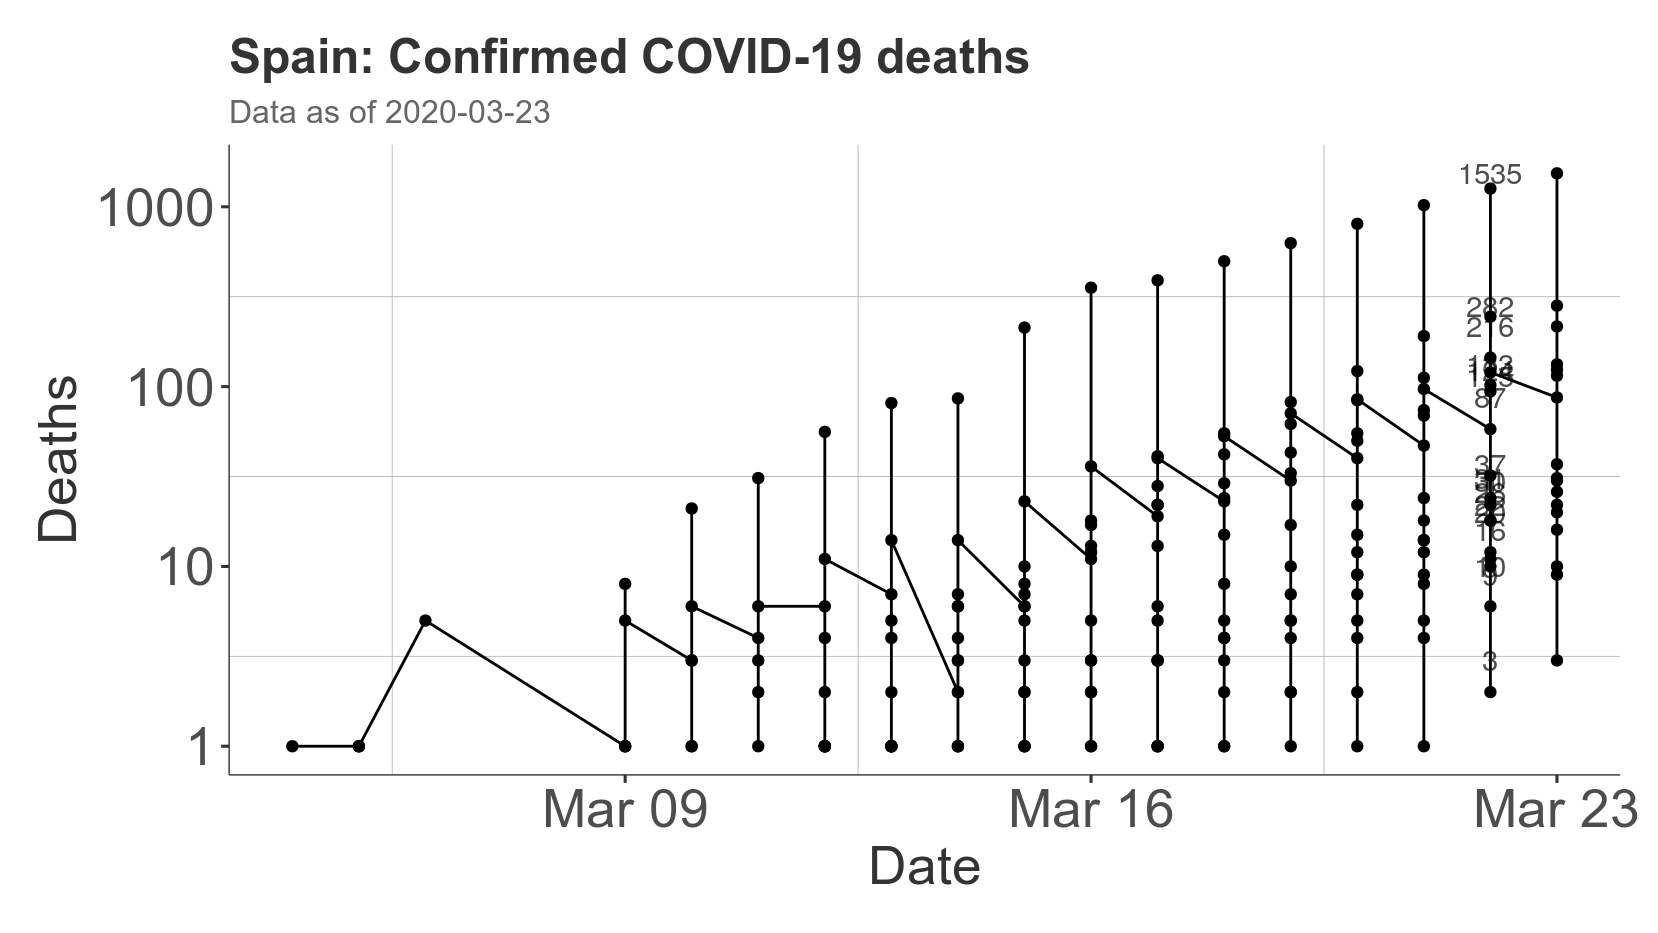 Spain: Confirmed COVID-19 deaths
Data as of 2020-03-23
1000
100
10
1
Deaths
1535
282
216
87
37
16
10
9
3
Mar 09
Mar 16
Mar 23
Date